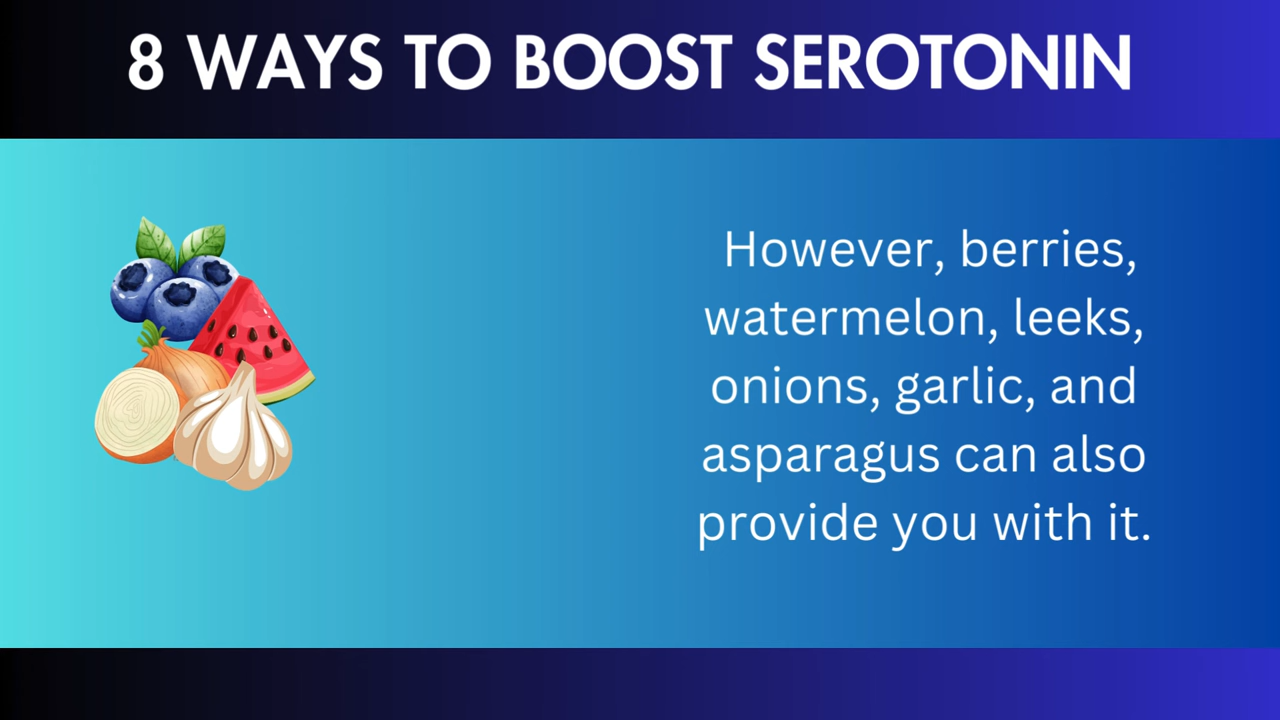 8 WAYS TO BOOST SEROTONIN
However, berries,
watermelon, leeks,
onions, garlic, and
asparagus can also
provide you with it.